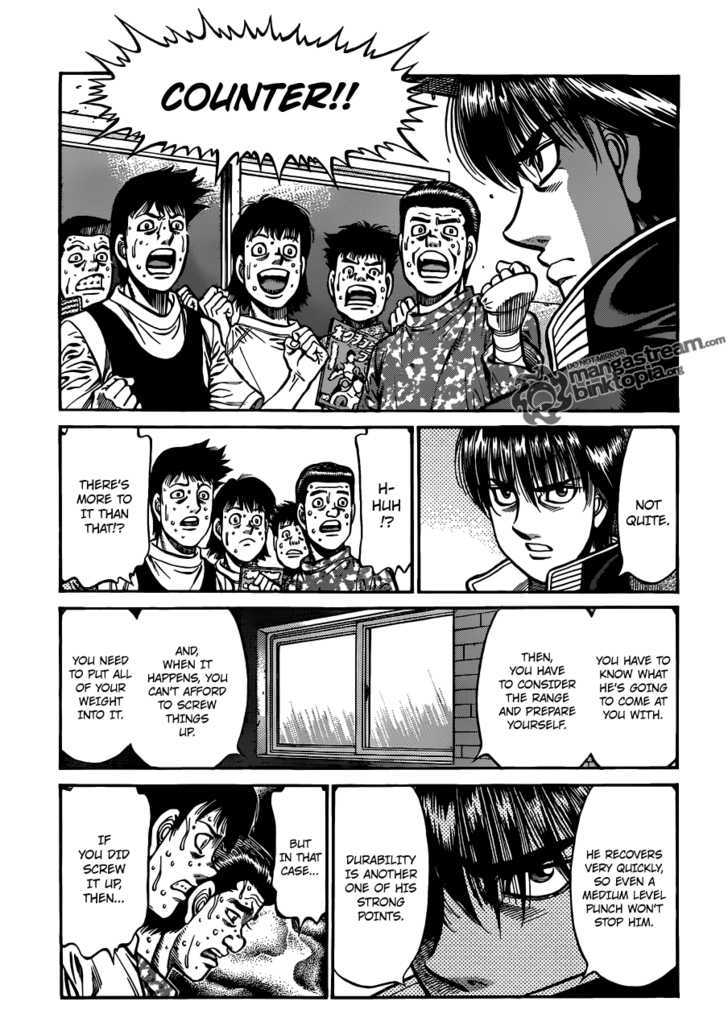 COUNTER!!
DO NOT MIRROR
mangastream.com
binktopia.org
NOT
QUITE.
H-
HUH
!?
THERE'S
MORE TO
IT THAN
THAT!?
YOU HAVE TO
KNOW WHAT
HE'S GOING
TO COME AT
YOU WITH.
THEN,
YOU HAVE
TO CONSIDER
THE RANGE
AND PREPARE
YOURSELF.
AND,
WHEN IT
HAPPENS, YOU
CAN'T AFFORD
TO SCREW
THINGS
UP.
YOU NEED
TO PUT ALL
OF YOUR
WEIGHT
INTO IT.
HE RECOVERS
VERY QUICKLY,
SO EVEN A
MEDIUM LEVEL
PUNCH WON'T
STOP HIM.
DURABILITY
IS ANOTHER
ONE OF HIS
STRONG
POINTS.
BUT
IN THAT
CASE...
IF
YOU DID
SCREW
IT UP,
THEN...